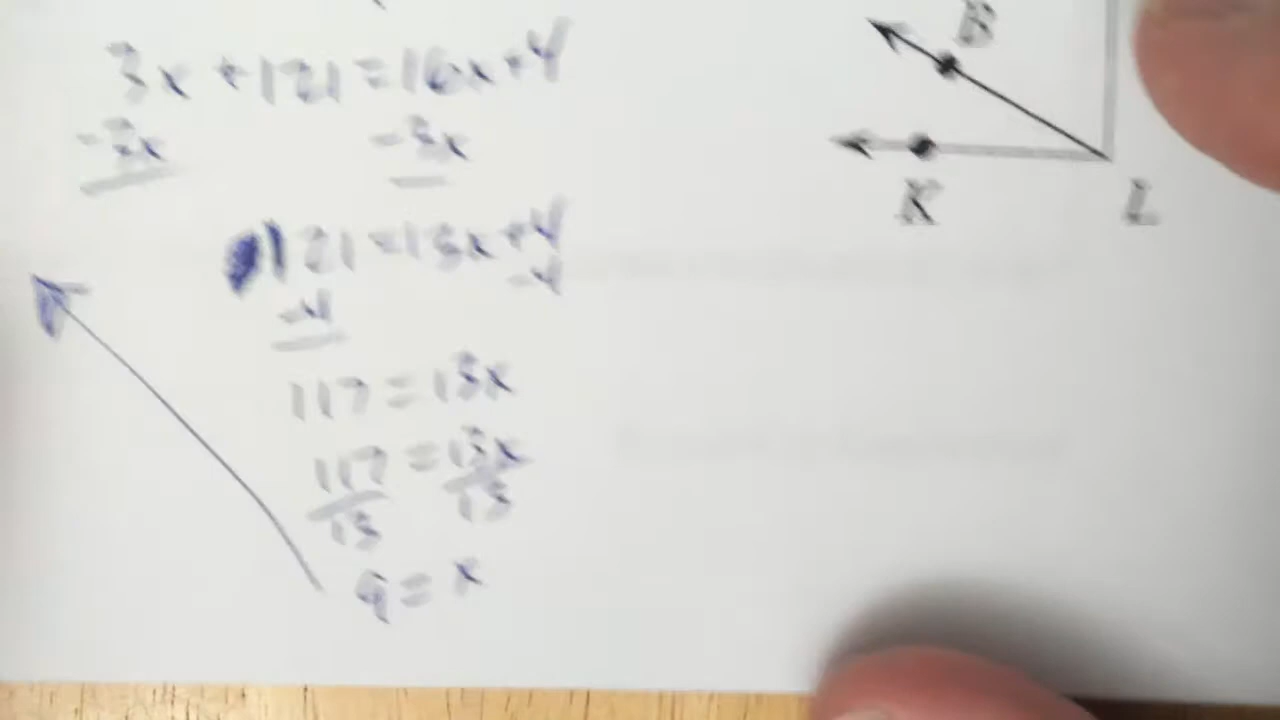 3x + 121 = 16x + 4
-3x -3x
121 = 13x + 4
-4 -4
117 = 13x
117 = 13x
13 13
9 = x
B
K L